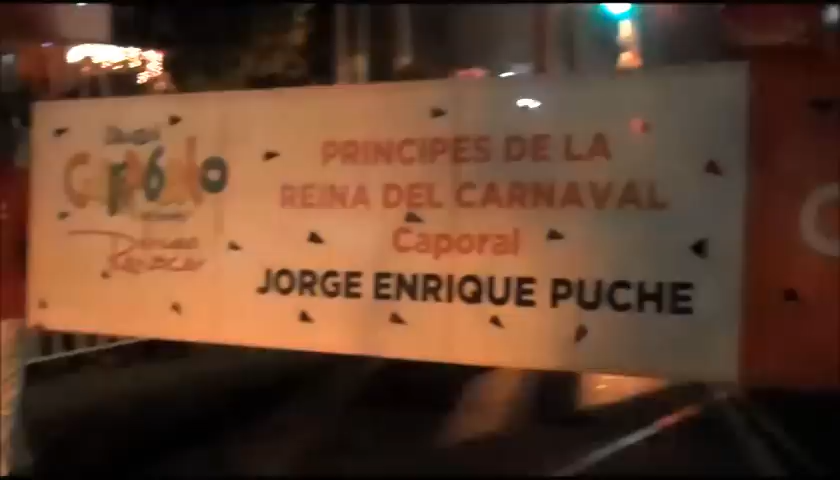 PRINCIPES DE LA
REINA DEL CARNAVAL
Caporal
JORGE ENRIQUE PUCHE